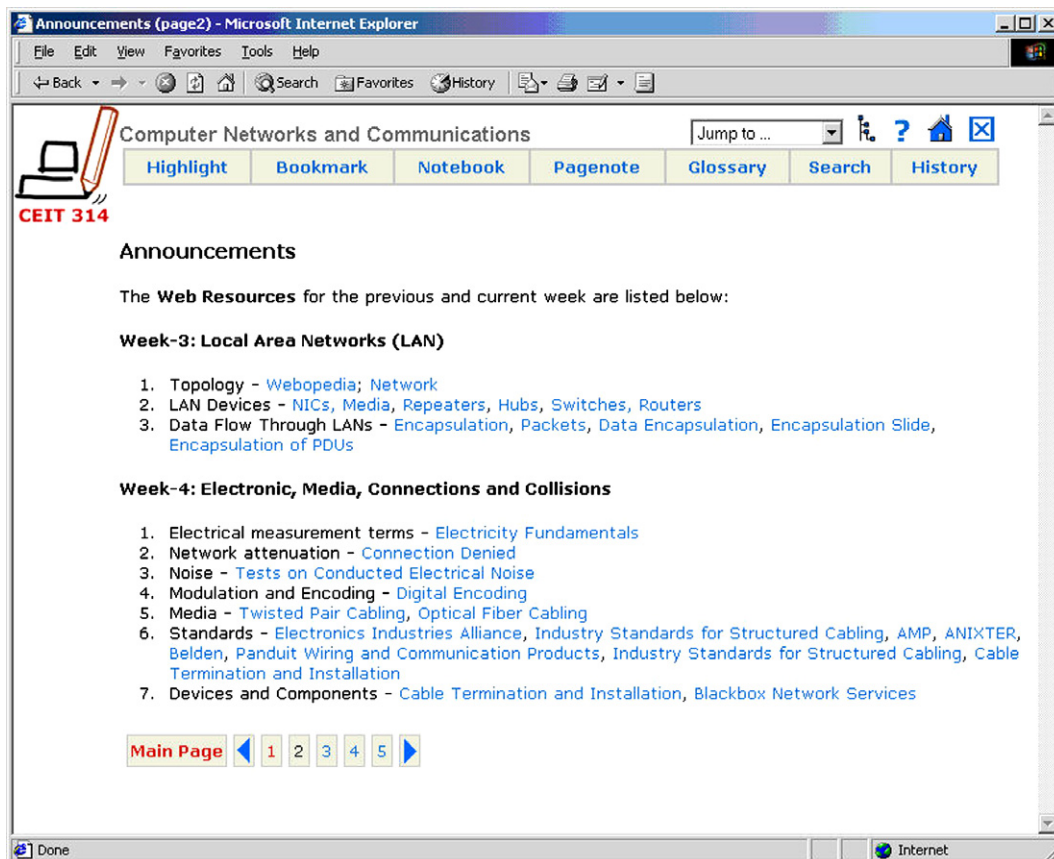 Announcements (page2) - Microsoft Internet Explorer
File Edit View Favorites Tools Help
Back Search Favorites History
Computer Networks and Communications Jump to ... ?
Highlight Bookmark Notebook Pagenote Glossary Search History
CEIT 314
Announcements
The Web Resources for the previous and current week are listed below:
Week-3: Local Area Networks (LAN)
1. Topology - Webopedia; Network
2. LAN Devices - NICs, Media, Repeaters, Hubs, Switches, Routers
3. Data Flow Through LANs - Encapsulation, Packets, Data Encapsulation, Encapsulation Slide,
Encapsulation of PDUs
Week-4: Electronic, Media, Connections and Collisions
1. Electrical measurement terms - Electricity Fundamentals
2. Network attenuation - Connection Denied
3. Noise - Tests on Conducted Electrical Noise
4. Modulation and Encoding - Digital Encoding
5. Media - Twisted Pair Cabling, Optical Fiber Cabling
6. Standards - Electronics Industries Alliance, Industry Standards for Structured Cabling, AMP, ANIXTER,
Belden, Panduit Wiring and Communication Products, Industry Standards for Structured Cabling, Cable
Termination and Installation
7. Devices and Components - Cable Termination and Installation, Blackbox Network Services
Main Page 1 2 3 4 5
Done Internet